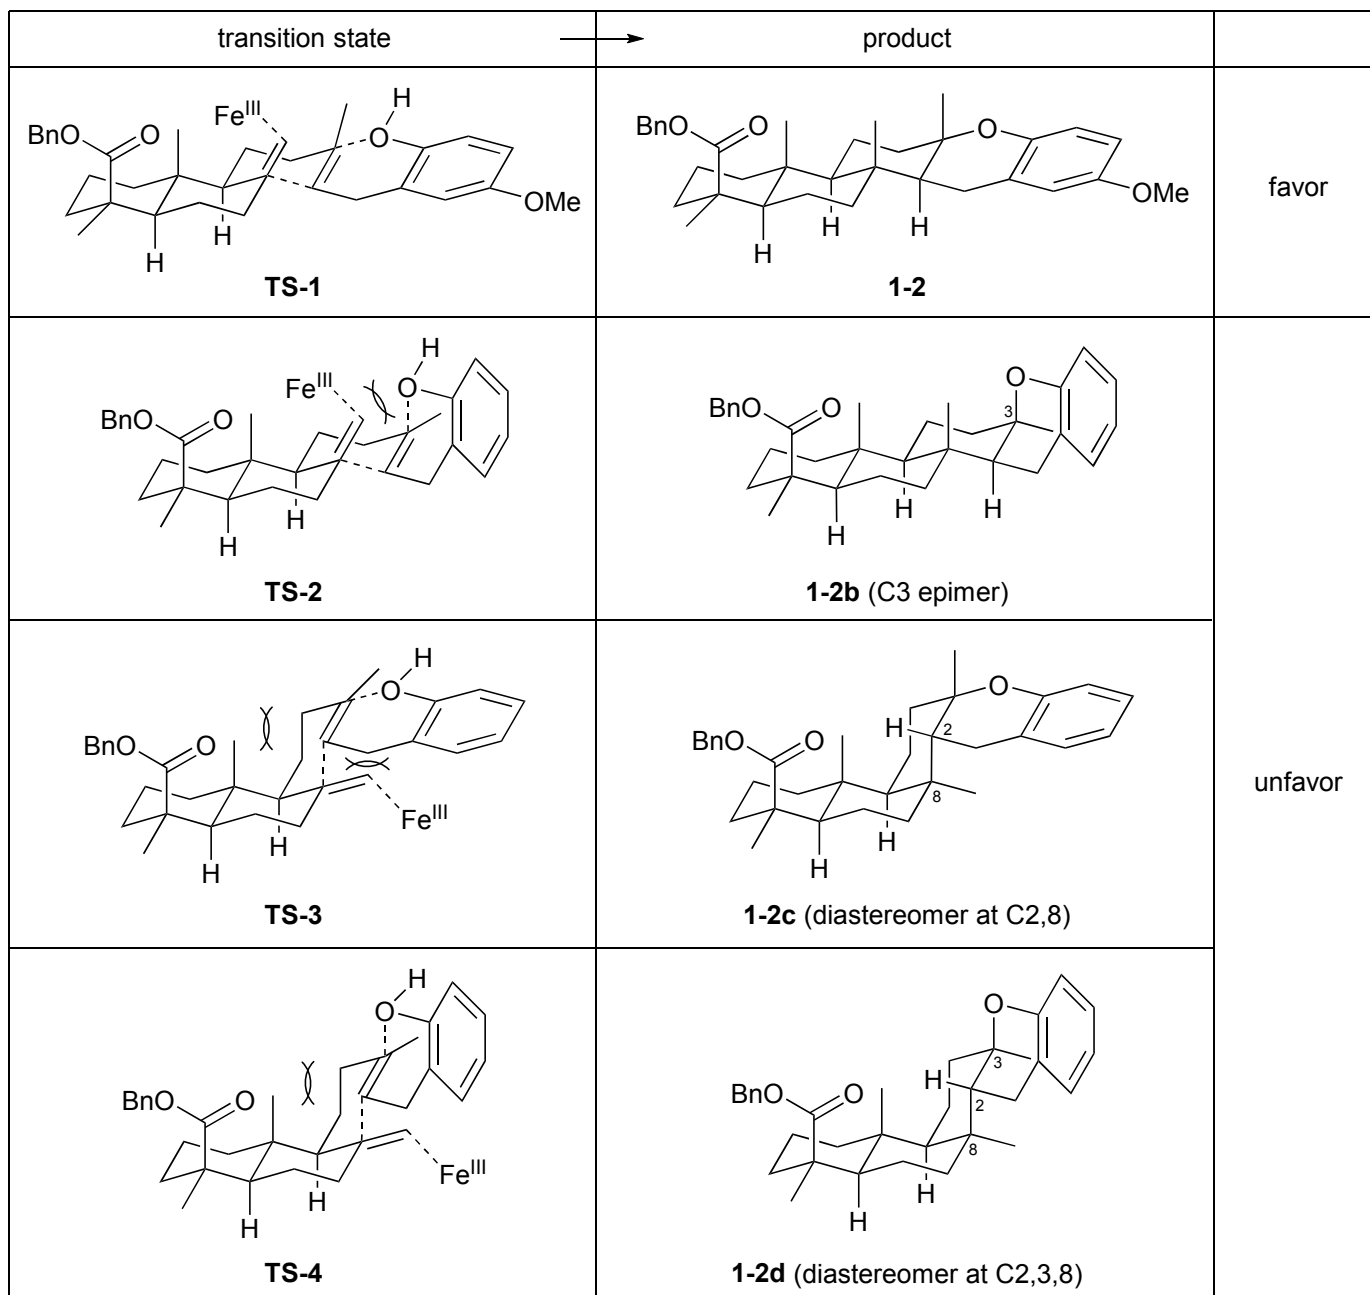 transition state
product
Fe^III
H
BnO
O
O
H
H
OMe
TS-1
BnO
O
O
H
H
H
OMe
1-2
favor
H
Fe^III
O
BnO
O
H
H
TS-2
O
BnO
O
3
H
H
H
1-2b (C3 epimer)
H
O
BnO
O
Fe^III
H
H
TS-3
O
H
2
BnO
O
8
H
H
1-2c (diastereomer at C2,8)
unfavor
H
O
BnO
O
Fe^III
H
H
TS-4
O
3
H
2
BnO
O
8
H
H
1-2d (diastereomer at C2,3,8)